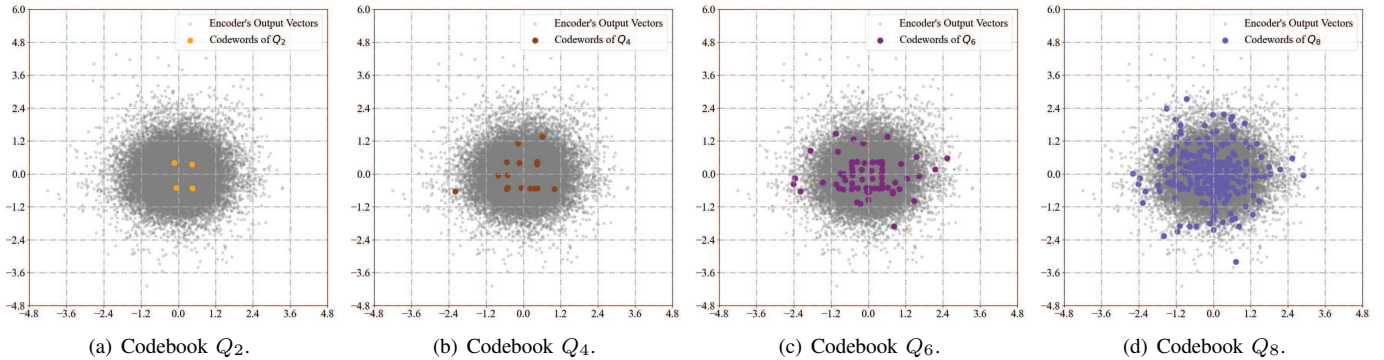 6.0
4.8
3.6
2.4
1.2
0.0
−1.2
−2.4
−3.6
−4.8
−4.8 −3.6 −2.4 −1.2 0.0 1.2 2.4 3.6 4.8
Encoder's Output Vectors
Codewords of Q2
(a) Codebook Q2.
6.0
4.8
3.6
2.4
1.2
0.0
−1.2
−2.4
−3.6
−4.8
−4.8 −3.6 −2.4 −1.2 0.0 1.2 2.4 3.6 4.8
Encoder's Output Vectors
Codewords of Q4
(b) Codebook Q4.
6.0
4.8
3.6
2.4
1.2
0.0
−1.2
−2.4
−3.6
−4.8
−4.8 −3.6 −2.4 −1.2 0.0 1.2 2.4 3.6 4.8
Encoder's Output Vectors
Codewords of Q6
(c) Codebook Q6.
6.0
4.8
3.6
2.4
1.2
0.0
−1.2
−2.4
−3.6
−4.8
−4.8 −3.6 −2.4 −1.2 0.0 1.2 2.4 3.6 4.8
Encoder's Output Vectors
Codewords of Q8
(d) Codebook Q8.